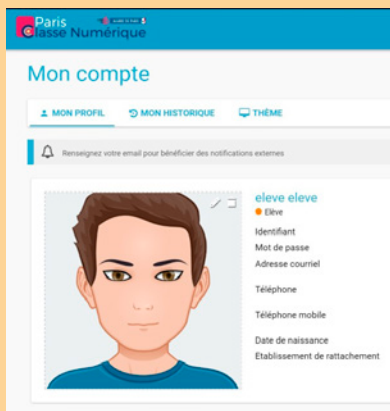 Paris
Classe Numérique
Mon compte
MON PROFIL
MON HISTORIQUE
THÈME
Renseignez votre email pour bénéficier des notifications externes
eleve eleve
Elève
Identifiant
Mot de passe
Adresse courriel
Téléphone
Téléphone mobile
Date de naissance
Etablissement de rattachement